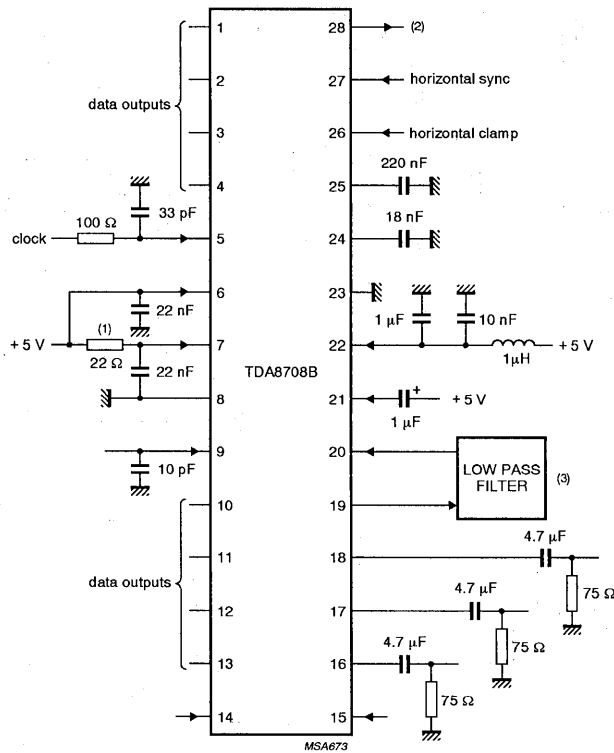 1 28 (2)
2 27 horizontal sync
data outputs
3 26 horizontal clamp
220 nF
4 25
33 pF
18 nF
100 Ω
clock 5 24
6 23
22 nF 1 µF 10 nF
(1)
+ 5 V 7 22 + 5 V
22 Ω 1µH
22 nF TDA8708B
8 21 + + 5 V
1 µF
9 20
10 pF LOW PASS
FILTER (3)
10 19
4.7 µF
11 18
data outputs 4.7 µF 75 Ω
12 17
4.7 µF 75 Ω
13 16
75 Ω
14 15
MSA673